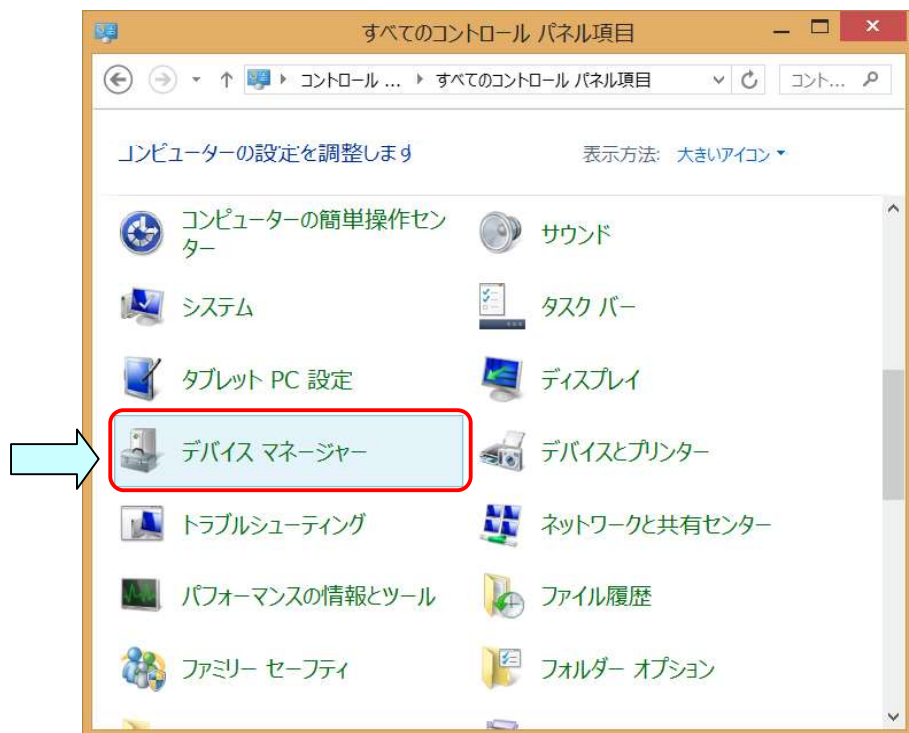 すべてのコントロール パネル項目
コントロール ... すべてのコントロール パネル項目 コント...
コンピューターの設定を調整します 表示方法: 大きいアイコン
コンピューターの簡単操作セン
ター
サウンド
システム
タスク バー
タブレット PC 設定
ディスプレイ
デバイス マネージャー
デバイスとプリンター
トラブルシューティング
ネットワークと共有センター
パフォーマンスの情報とツール
ファイル履歴
ファミリー セーフティ
フォルダー オプション